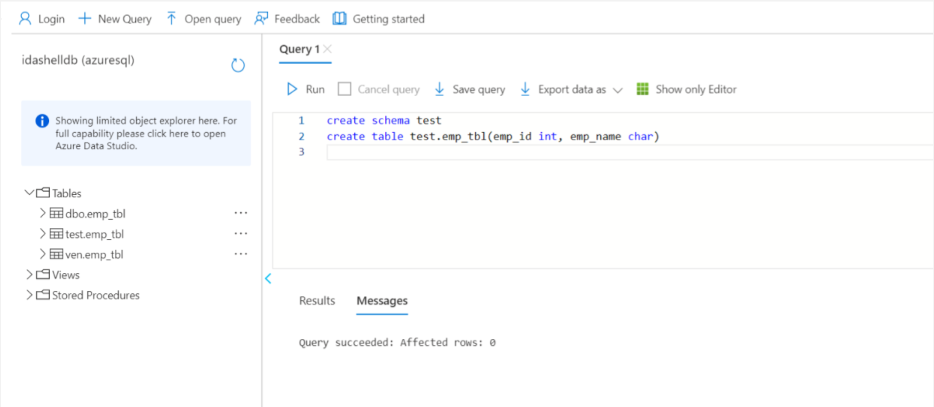 Login New Query Open query Feedback Getting started
idashelldb (azuresql)
Showing limited object explorer here. For
full capability please click here to open
Azure Data Studio.
Tables
dbo.emp_tbl ...
test.emp_tbl ...
ven.emp_tbl ...
Views
Stored Procedures
Query 1
Run Cancel query Save query Export data as Show only Editor
1 create schema test
2 create table test.emp_tbl(emp_id int, emp_name char)
3
Results Messages
Query succeeded: Affected rows: 0